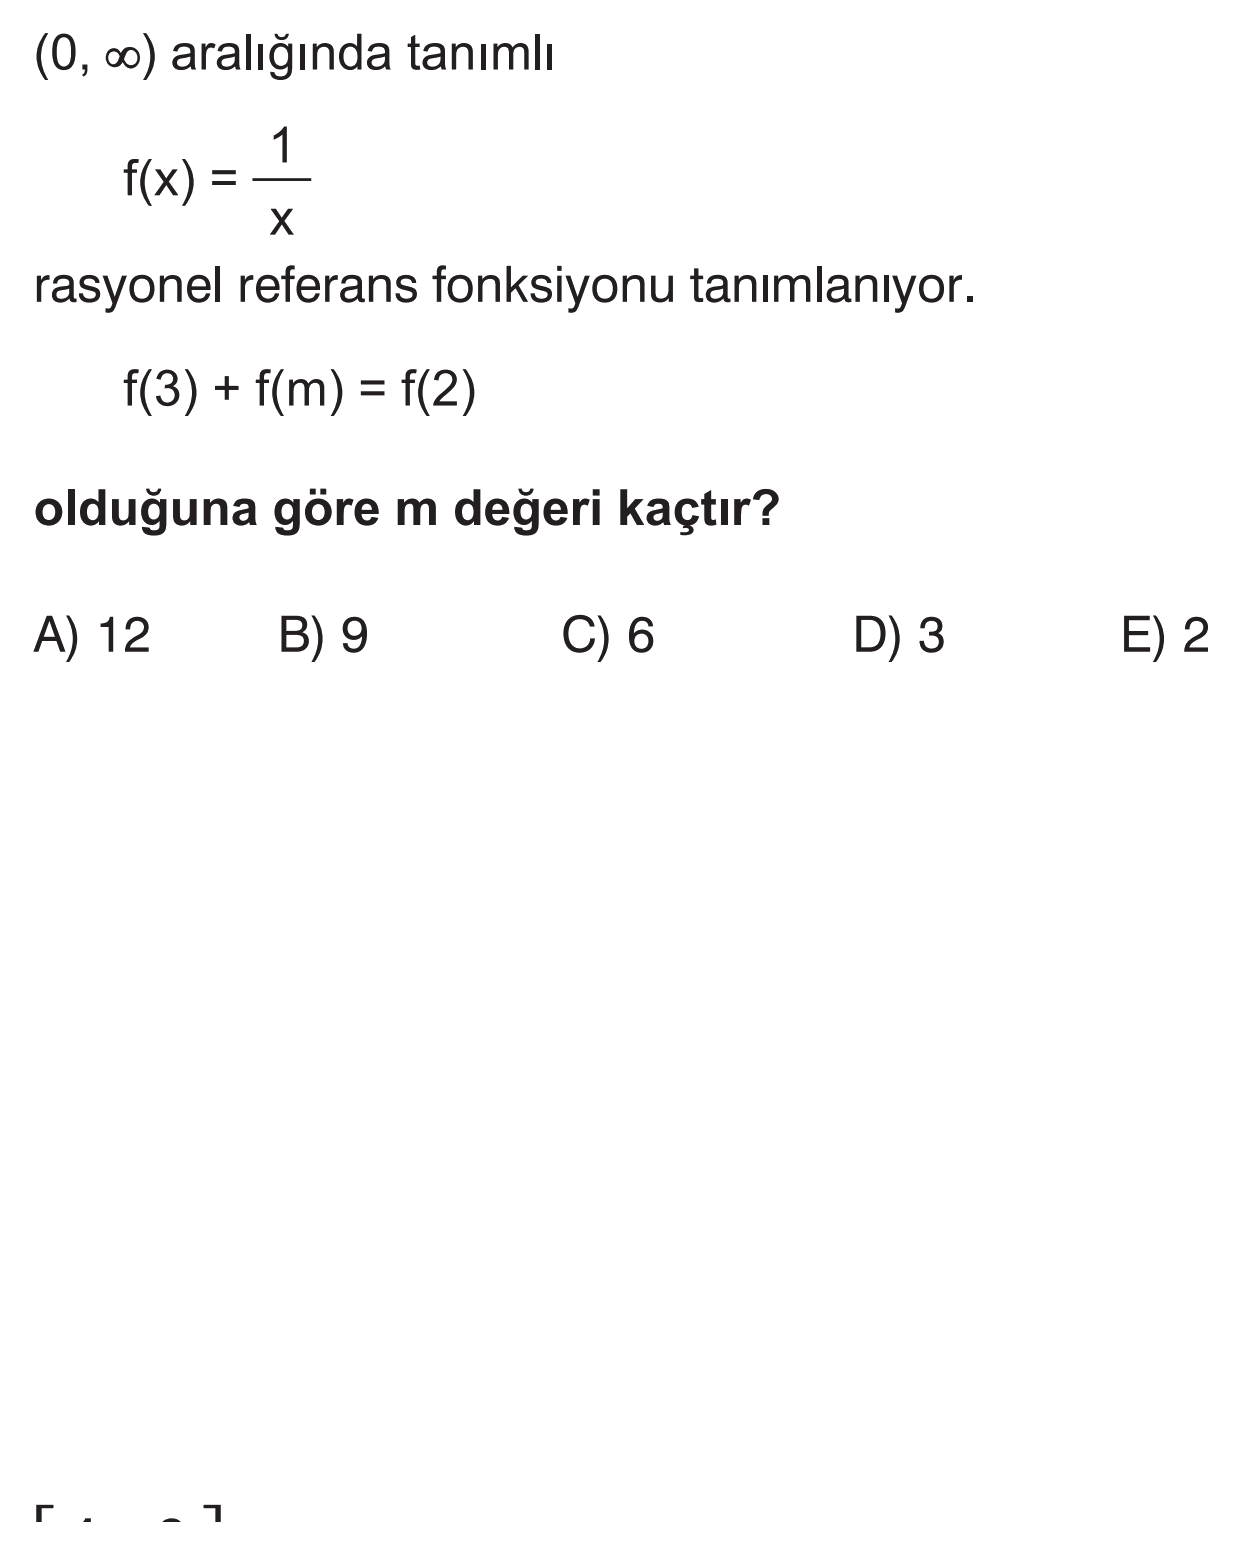 (0, ∞) aralığında tanımlı
f(x) = 1/x
rasyonel referans fonksiyonu tanımlanıyor.
f(3) + f(m) = f(2)
olduğuna göre m değeri kaçtır?
A) 12 B) 9 C) 6 D) 3 E) 2